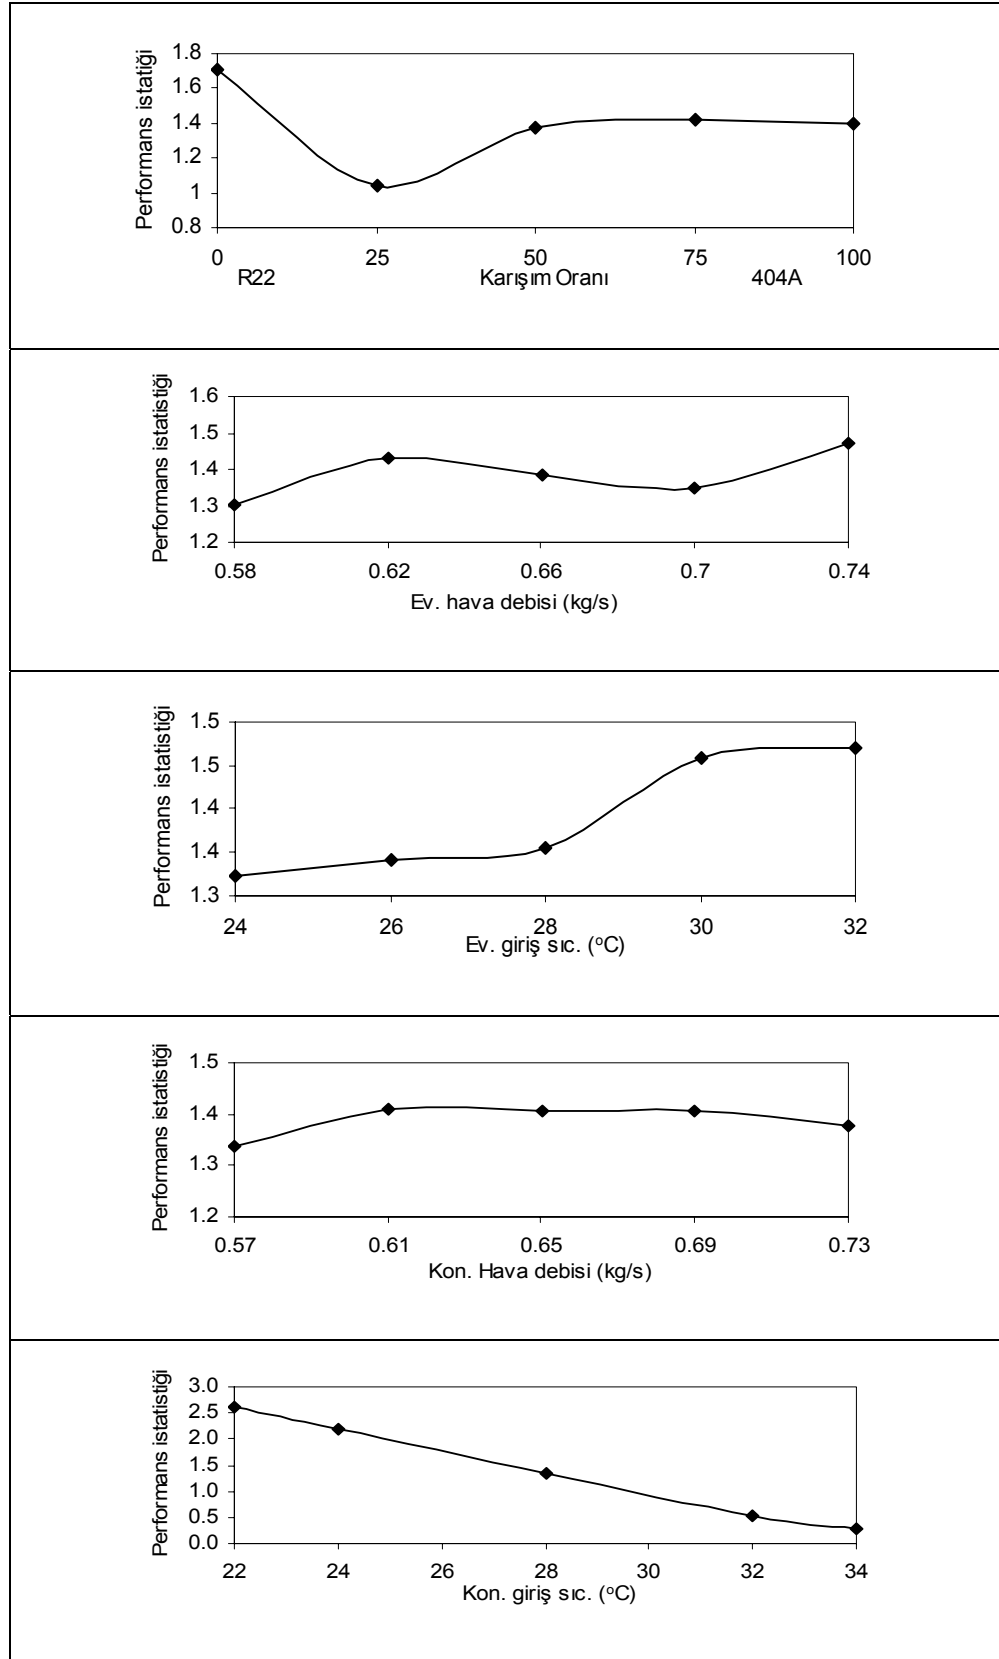 Performans istatiği
1.8
1.6
1.4
1.2
1
0.8
0 25 50 75 100
R22 Karışım Oranı 404A
Performans istatistiği
1.6
1.5
1.4
1.3
1.2
0.58 0.62 0.66 0.7 0.74
Ev. hava debisi (kg/s)
Performans istatistiği
1.5
1.5
1.4
1.4
1.3
24 26 28 30 32
Ev. giriş sıc. (ºC)
Performans istatistiği
1.5
1.4
1.3
1.2
0.57 0.61 0.65 0.69 0.73
Kon. Hava debisi (kg/s)
Performans istatistiği
3.0
2.5
2.0
1.5
1.0
0.5
0.0
22 24 26 28 30 32 34
Kon. giriş sıc. (ºC)